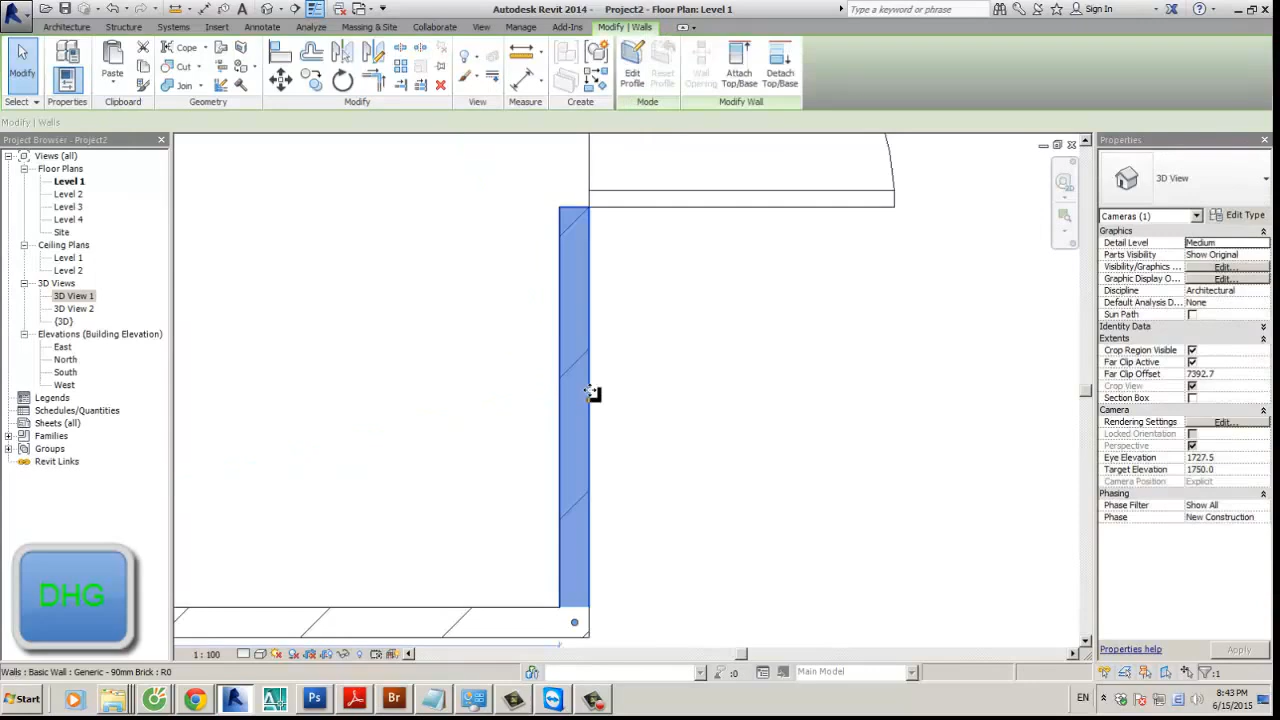 Autodesk Revit 2014 - Project2 - Floor Plan: Level 1
Type a keyword or phrase
Sign In
Architecture
Structure
Systems
Insert
Annotate
Analyze
Massing & Site
Collaborate
View
Manage
Add-Ins
Modify | Walls
Modify
Paste
Cope
Cut
Join
Edit Profile
Reset Profile
Wall Opening
Attach Top/Base
Detach Top/Base
Select
Properties
Clipboard
Geometry
Modify
View
Measure
Create
Mode
Modify Wall
Modify | Walls
Project Browser - Project2
Views (all)
Floor Plans
Level 1
Level 2
Level 3
Level 4
Site
Ceiling Plans
Level 1
Level 2
3D Views
3D View 1
3D View 2
{3D}
Elevations (Building Elevation)
East
North
South
West
Legends
Schedules/Quantities
Sheets (all)
Families
Groups
Revit Links
DHG
Properties
3D View
Cameras (1)
Edit Type
Graphics
Detail Level Medium
Parts Visibility Show Original
Visibility/Graphics ... Edit...
Graphic Display O... Edit...
Discipline Architectural
Default Analysis D... None
Sun Path
Identity Data
Extents
Crop Region Visible
Far Clip Active
Far Clip Offset 7392.7
Crop View
Section Box
Camera
Rendering Settings Edit...
Locked Orientation
Perspective
Eye Elevation 1727.5
Target Elevation 1750.0
Camera Position Explicit
Phasing
Phase Filter Show All
Phase New Construction
Properties help
Apply
1 : 100
Walls : Basic Wall : Generic - 90mm Brick : R0
:0
Main Model
:1
Start
Ps
Br
EN
8:43 PM
6/15/2015